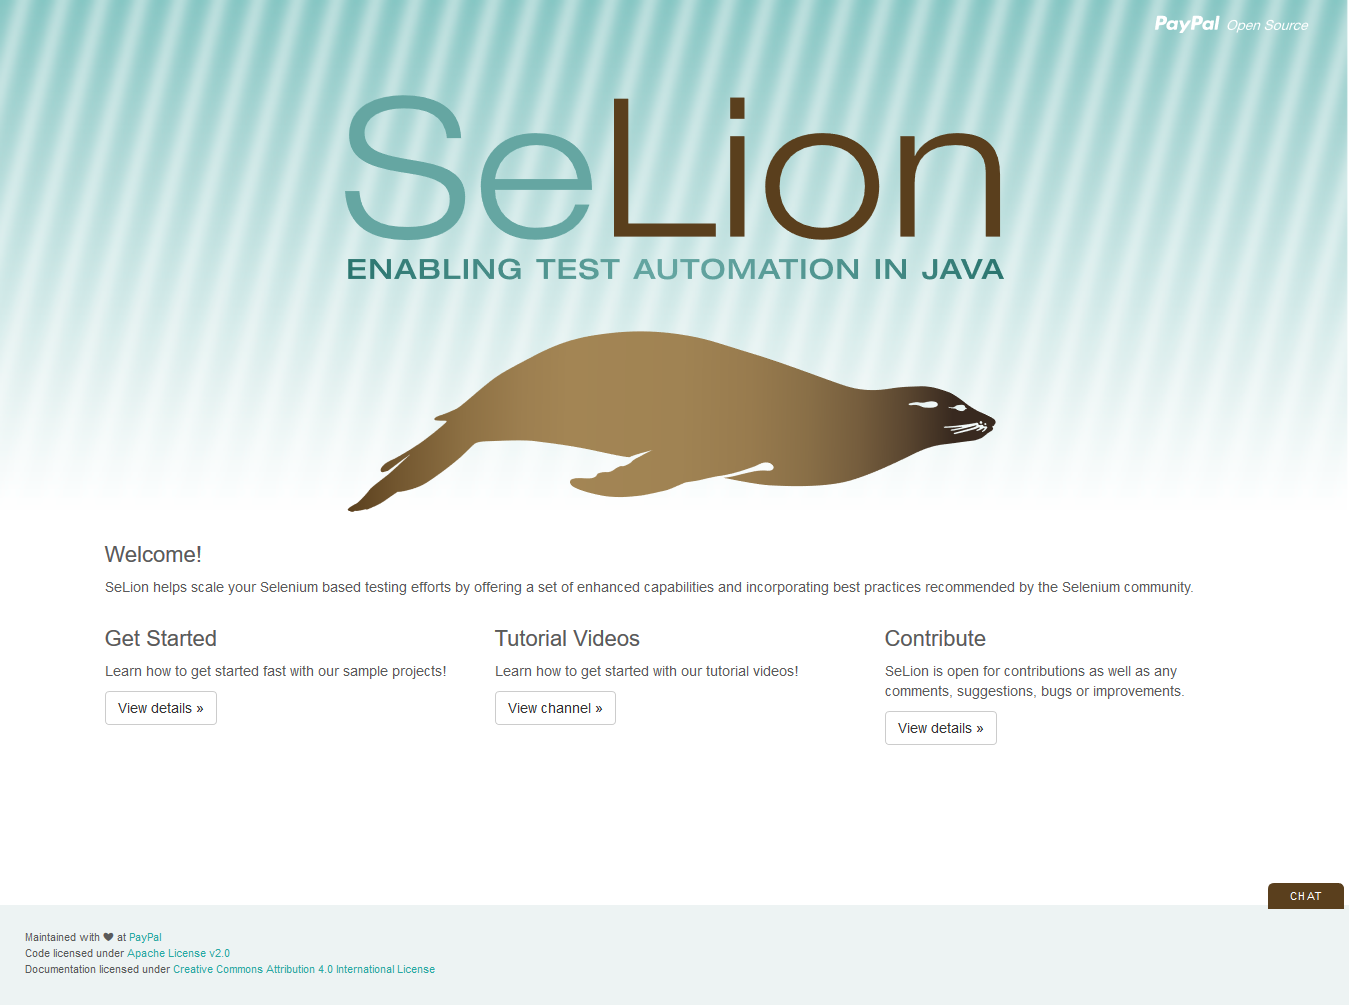 PayPal Open Source
SeLion
ENABLING TEST AUTOMATION IN JAVA
Welcome!
SeLion helps scale your Selenium based testing efforts by offering a set of enhanced capabilities and incorporating best practices recommended by the Selenium community.
Get Started
Learn how to get started fast with our sample projects!
View details »
Tutorial Videos
Learn how to get started with our tutorial videos!
View channel »
Contribute
SeLion is open for contributions as well as any
comments, suggestions, bugs or improvements.
View details »
CHAT
Maintained with ❤ at PayPal
Code licensed under Apache License v2.0
Documentation licensed under Creative Commons Attribution 4.0 International License